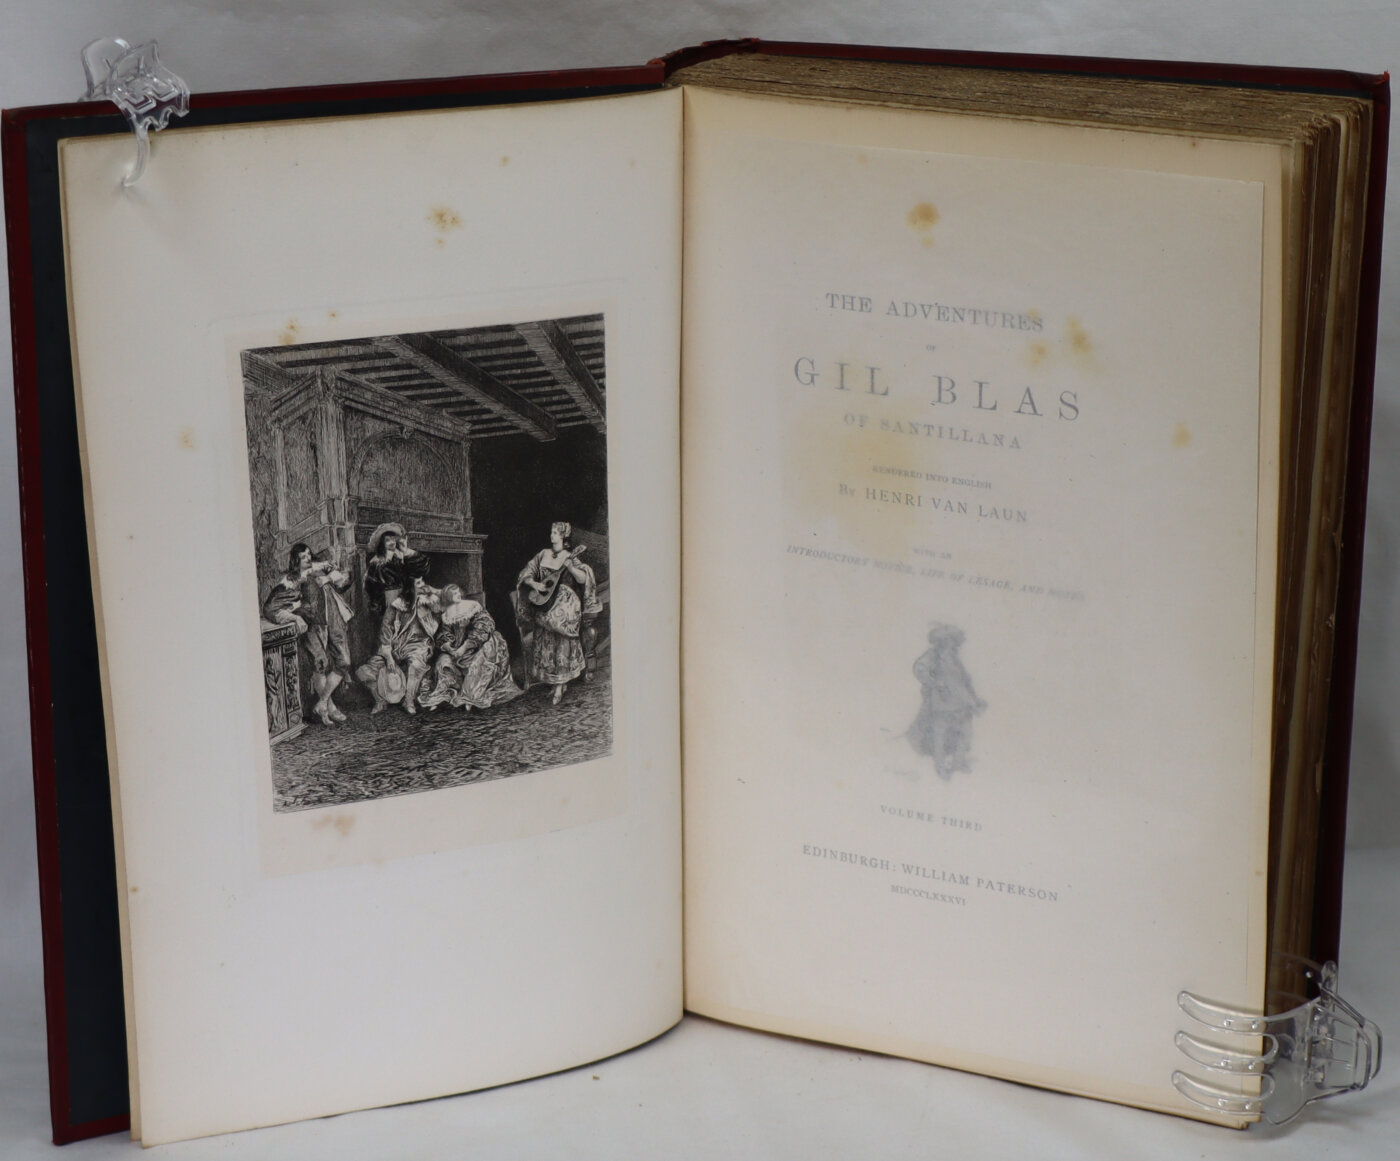 THE ADVENTURES
OF
GIL BLAS
OF SANTILLANA
RENDERED INTO ENGLISH
By HENRI VAN LAUN
WITH AN
INTRODUCTORY NOTICE, LIFE OF LESAGE, AND NOTES
VOLUME THIRD
EDINBURGH: WILLIAM PATERSON
MDCCCLXXXVI